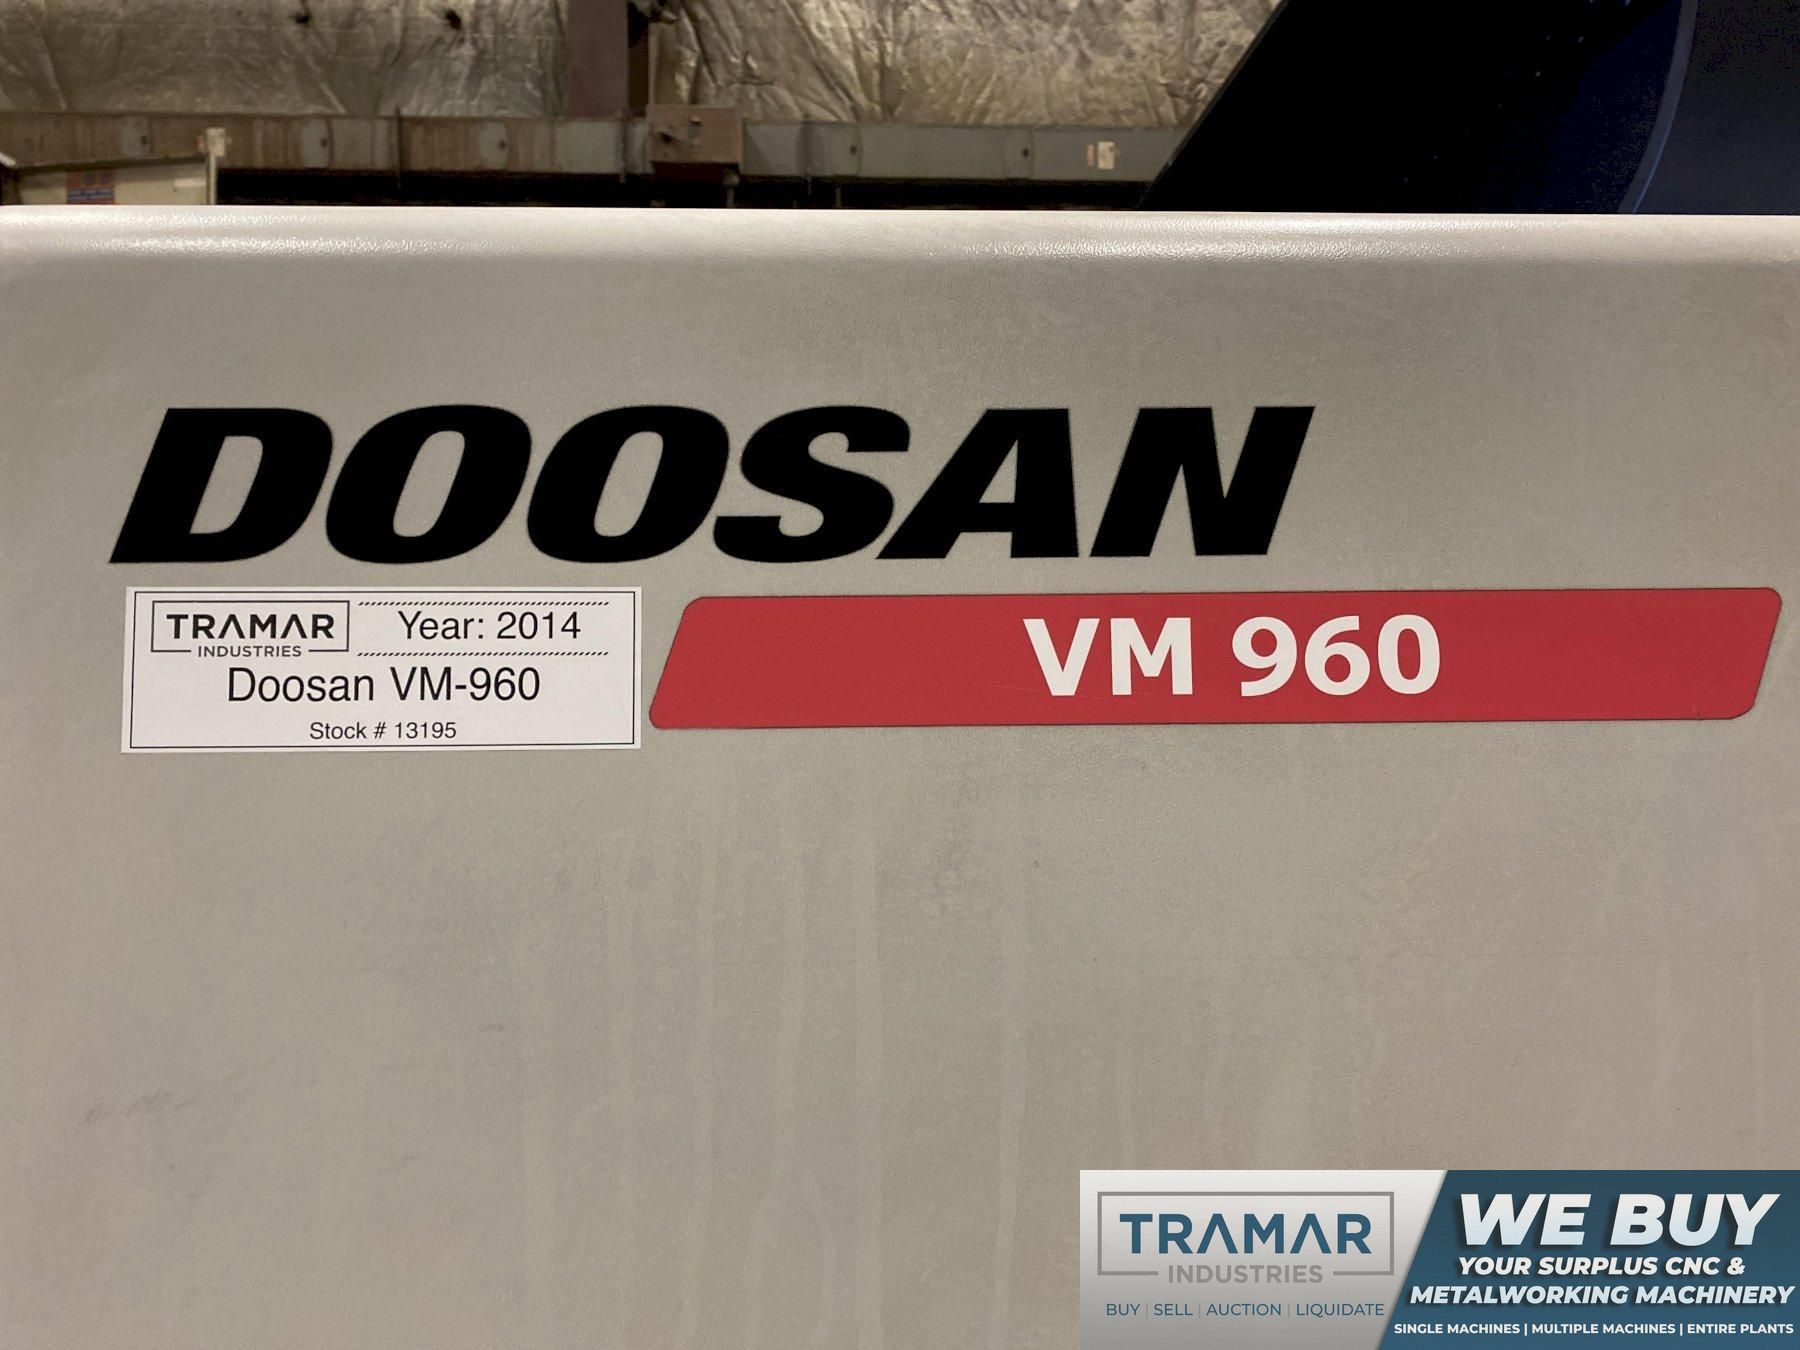 DOOSAN
TRAMAR
INDUSTRIES
Year: 2014
Doosan VM-960
Stock # 13195
VM 960
TRAMAR
INDUSTRIES
BUY | SELL | AUCTION | LIQUIDATE
WE BUY
YOUR SURPLUS CNC &
METALWORKING MACHINERY
SINGLE MACHINES | MULTIPLE MACHINES | ENTIRE PLANTS